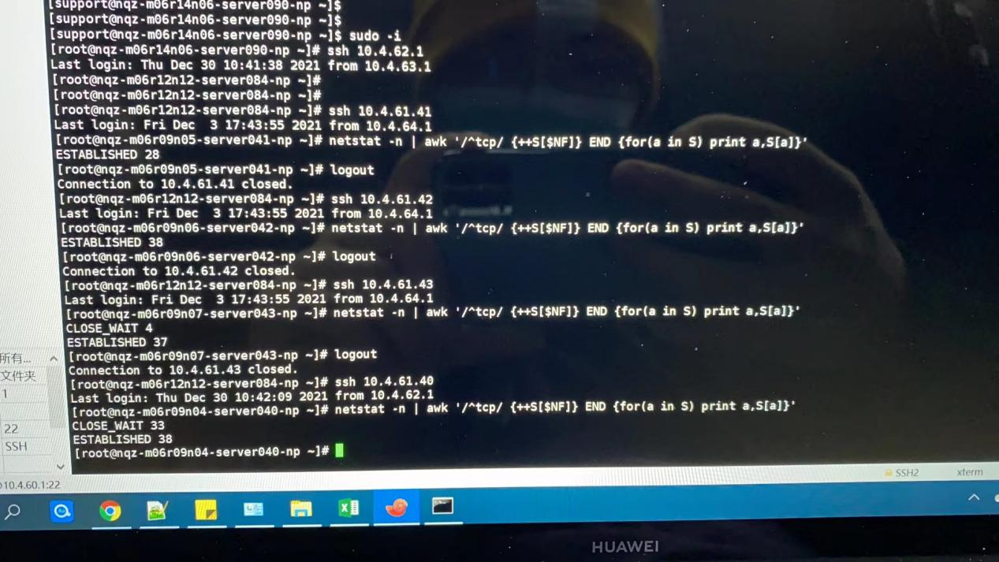 [support@nqz-m06r14n06-server090-np ~]$
[support@nqz-m06r14n06-server090-np ~]$
[support@nqz-m06r14n06-server090-np ~]$ sudo -i
[root@nqz-m06r14n06-server090-np ~]# ssh 10.4.62.1
Last login: Thu Dec 30 10:41:38 2021 from 10.4.63.1
[root@nqz-m06r12n12-server084-np ~]#
[root@nqz-m06r12n12-server084-np ~]#
[root@nqz-m06r12n12-server084-np ~]# ssh 10.4.61.41
Last login: Fri Dec  3 17:43:55 2021 from 10.4.64.1
[root@nqz-m06r09n05-server041-np ~]# netstat -n | awk '/^tcp/ {++S[$NF]} END {for(a in S) print a,S[a]}'
ESTABLISHED 28
[root@nqz-m06r09n05-server041-np ~]# logout
Connection to 10.4.61.41 closed.
[root@nqz-m06r12n12-server084-np ~]# ssh 10.4.61.42
Last login: Fri Dec  3 17:43:55 2021 from 10.4.64.1
[root@nqz-m06r09n06-server042-np ~]# netstat -n | awk '/^tcp/ {++S[$NF]} END {for(a in S) print a,S[a]}'
ESTABLISHED 38
[root@nqz-m06r09n06-server042-np ~]# logout
Connection to 10.4.61.42 closed.
[root@nqz-m06r12n12-server084-np ~]# ssh 10.4.61.43
Last login: Fri Dec  3 17:43:55 2021 from 10.4.64.1
[root@nqz-m06r09n07-server043-np ~]# netstat -n | awk '/^tcp/ {++S[$NF]} END {for(a in S) print a,S[a]}'
CLOSE_WAIT 4
ESTABLISHED 37
[root@nqz-m06r09n07-server043-np ~]# logout
Connection to 10.4.61.43 closed.
[root@nqz-m06r12n12-server084-np ~]# ssh 10.4.61.40
Last login: Thu Dec 30 10:42:09 2021 from 10.4.62.1
[root@nqz-m06r09n04-server040-np ~]# netstat -n | awk '/^tcp/ {++S[$NF]} END {for(a in S) print a,S[a]}'
CLOSE_WAIT 33
ESTABLISHED 38
[root@nqz-m06r09n04-server040-np ~]#
所有...
文件夹
1
22
SSH
10.4.60.1:22
SSH2
xterm
HUAWEI